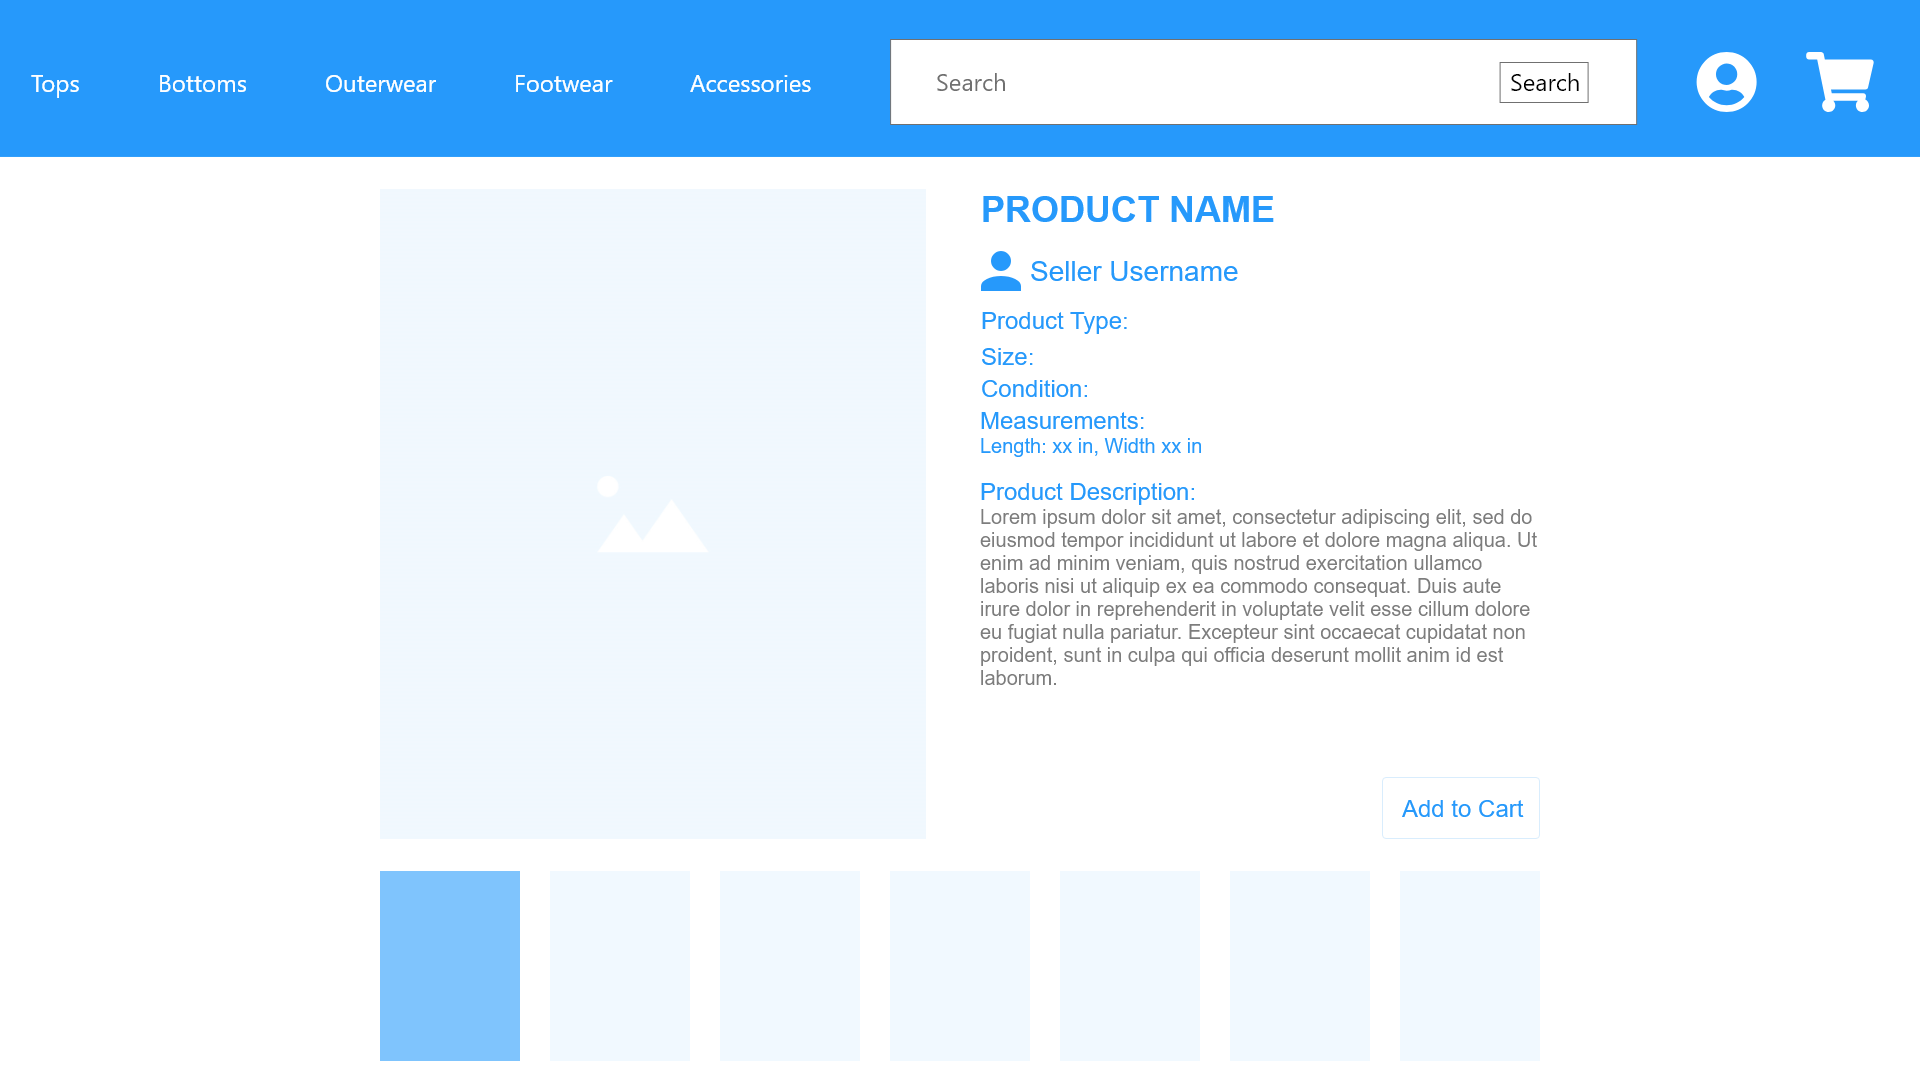 Tops
Bottoms
Outerwear
Footwear
Accessories
Search
Search
PRODUCT NAME
Seller Username
Product Type:
Size:
Condition:
Measurements:
Length: xx in, Width xx in
Product Description:
Lorem ipsum dolor sit amet, consectetur adipiscing elit, sed do
eiusmod tempor incididunt ut labore et dolore magna aliqua. Ut
enim ad minim veniam, quis nostrud exercitation ullamco
laboris nisi ut aliquip ex ea commodo consequat. Duis aute
irure dolor in reprehenderit in voluptate velit esse cillum dolore
eu fugiat nulla pariatur. Excepteur sint occaecat cupidatat non
proident, sunt in culpa qui officia deserunt mollit anim id est
laborum.
Add to Cart